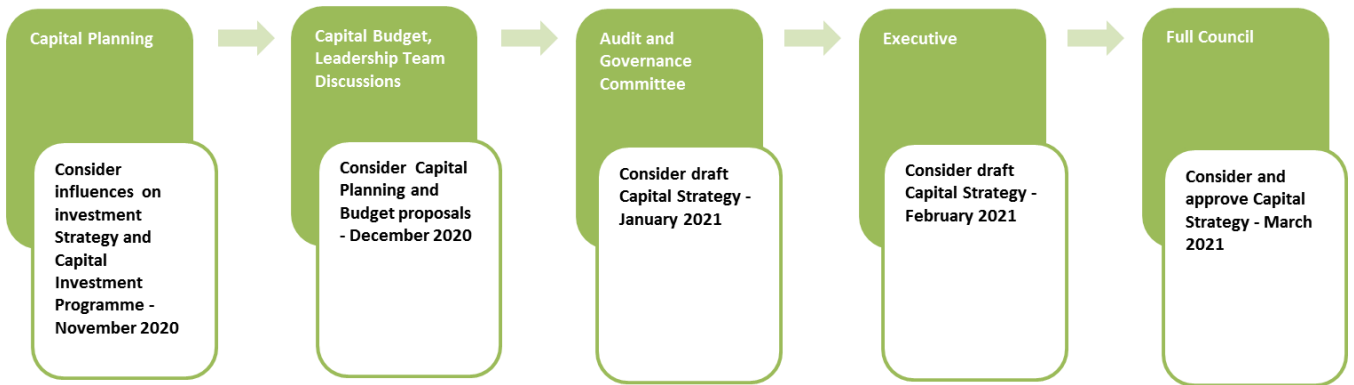 Capital Planning
Consider
influences on
investment
Strategy and
Capital
Investment
Programme -
November 2020
Capital Budget,
Leadership Team
Discussions
Consider Capital
Planning and
Budget proposals
- December 2020
Audit and
Governance
Committee
Consider draft
Capital Strategy -
January 2021
Executive
Consider draft
Capital Strategy -
February 2021
Full Council
Consider and
approve Capital
Strategy - March
2021